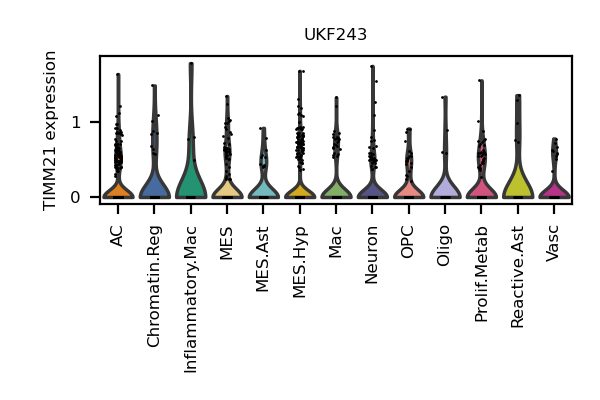 UKF243
TIMM21 expression
1
0
AC
Chromatin.Reg
Inflammatory.Mac
MES
MES.Ast
MES.Hyp
Mac
Neuron
OPC
Oligo
Prolif.Metab
Reactive.Ast
Vasc